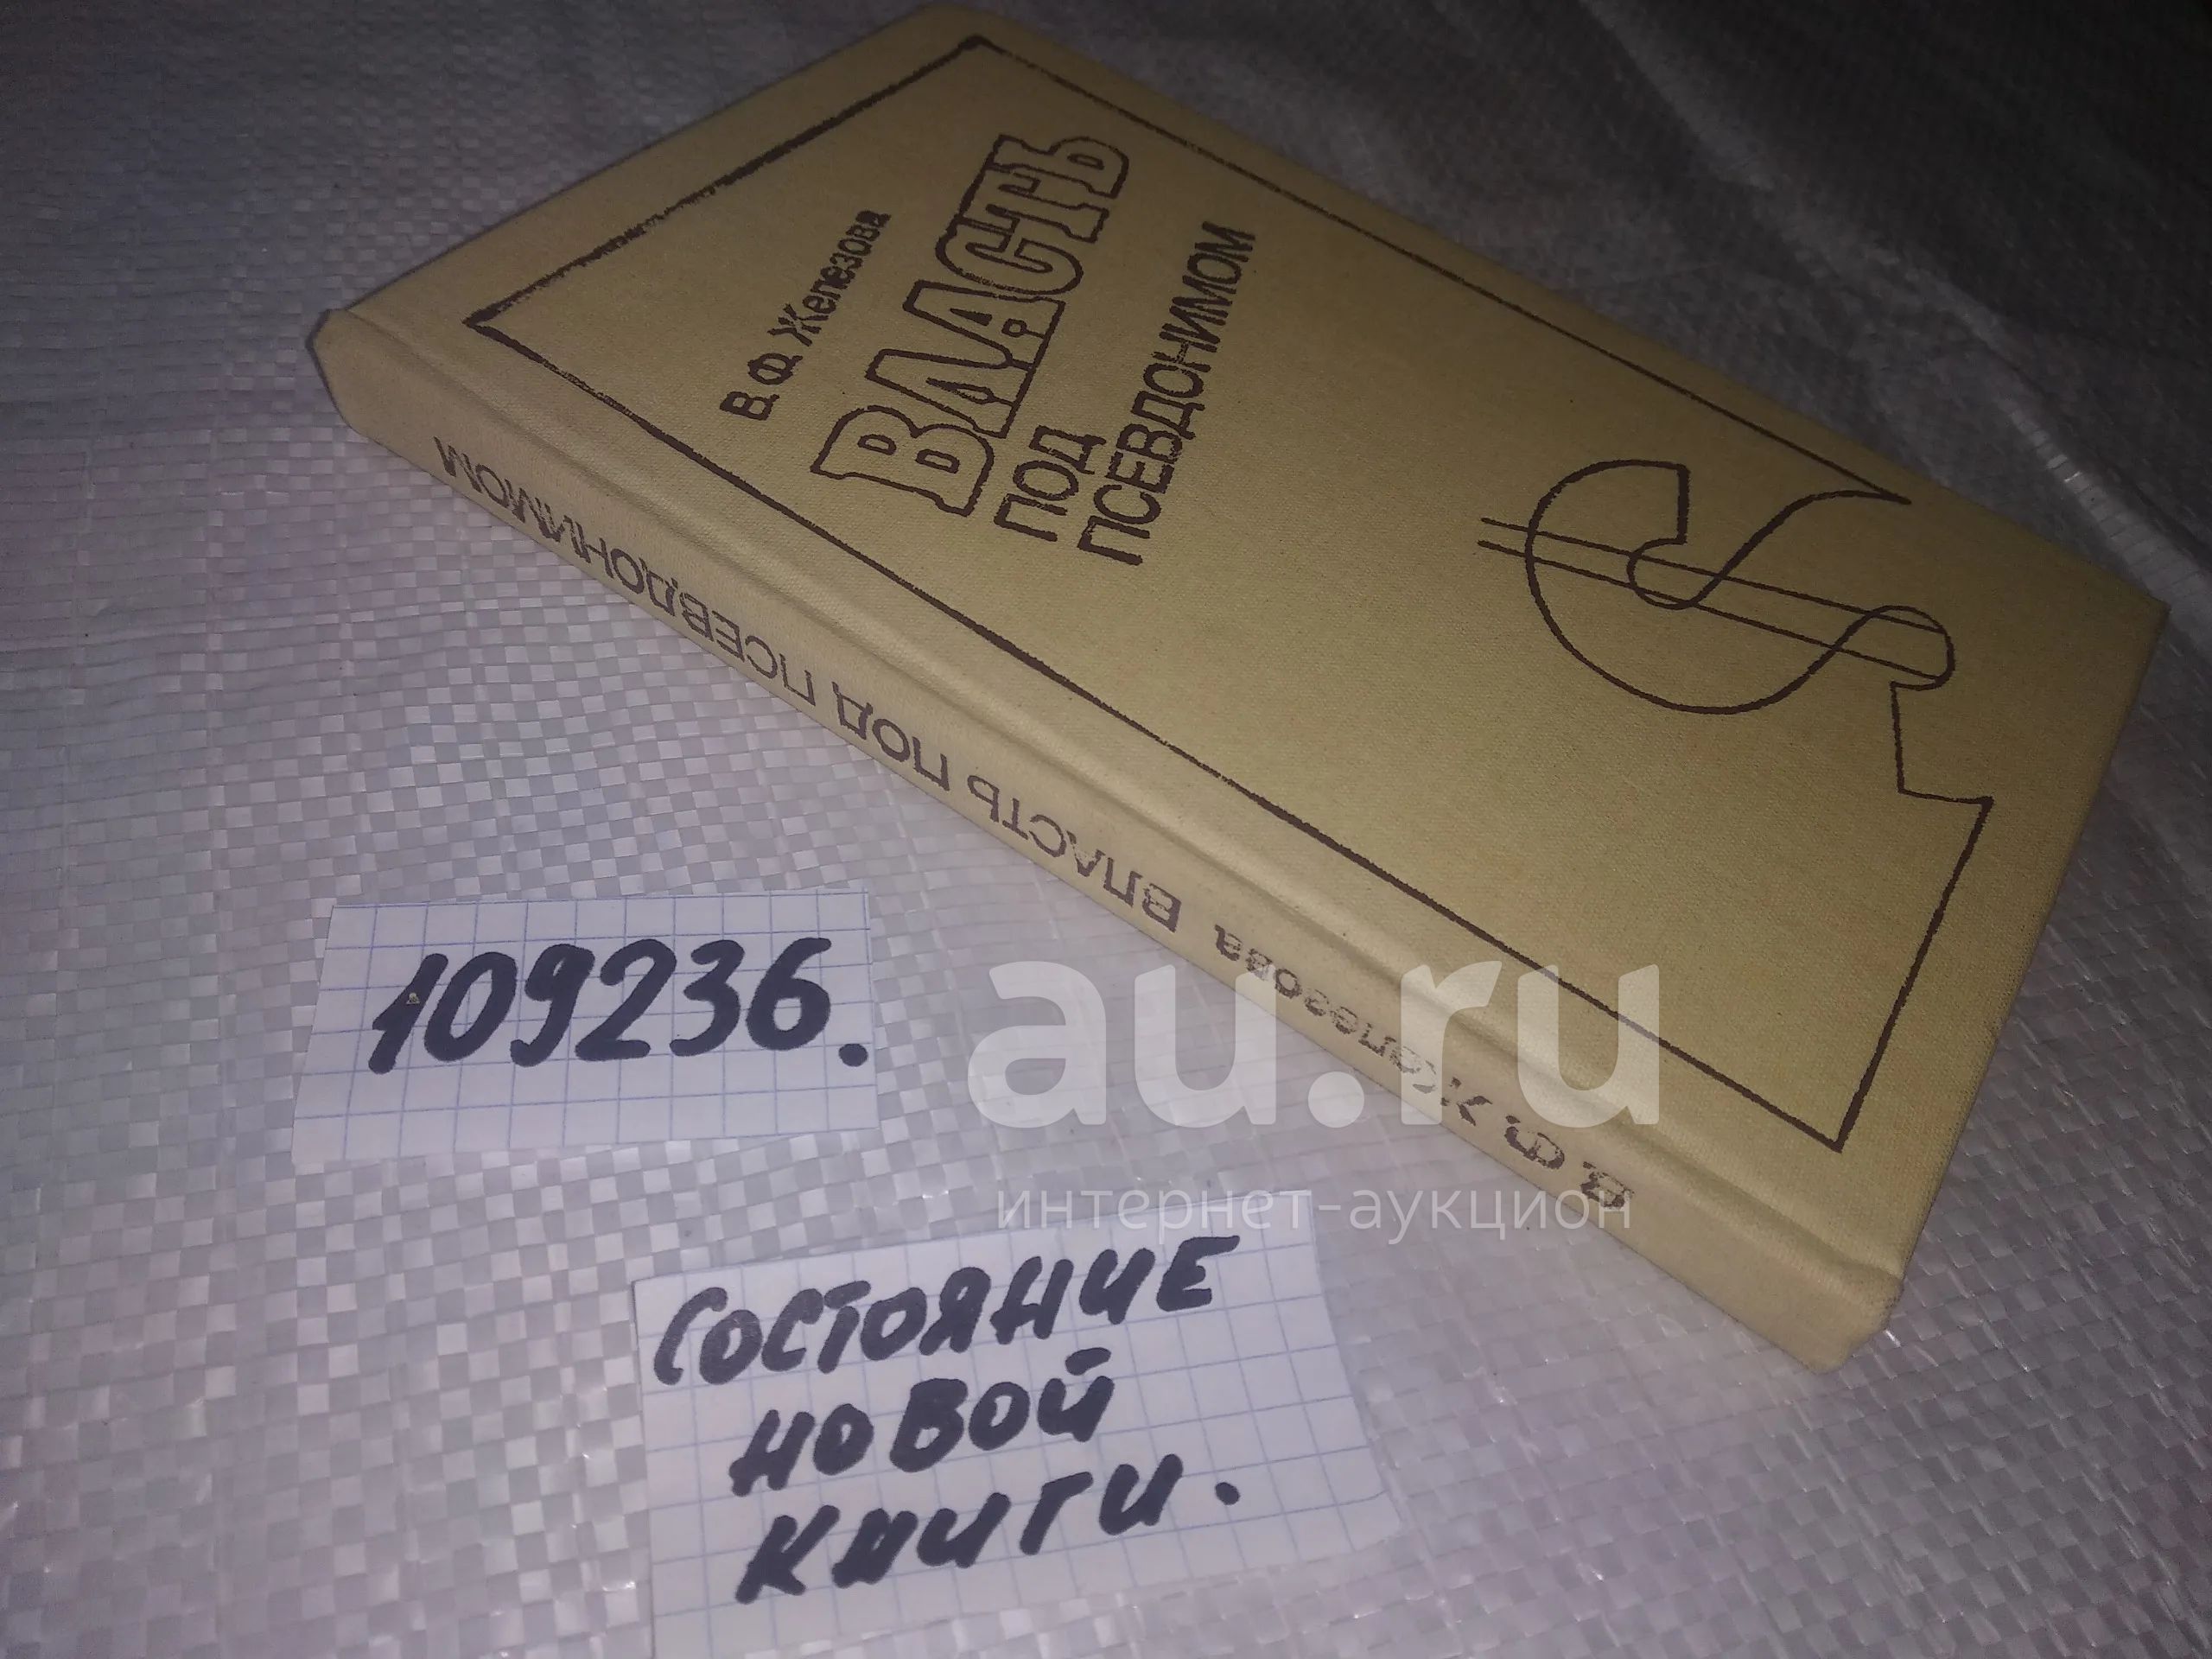 В. Ф. Железова
ВЛАСТЬ
ПОД
ПСЕВДОНИМОМ
В. Ф. Железова ВЛАСТЬ ПОД ПСЕВДОНИМОМ
109236.
au.ru
интернет-аукцион
СОСТОЯНИЕ
НОВОЙ
КНИГИ.